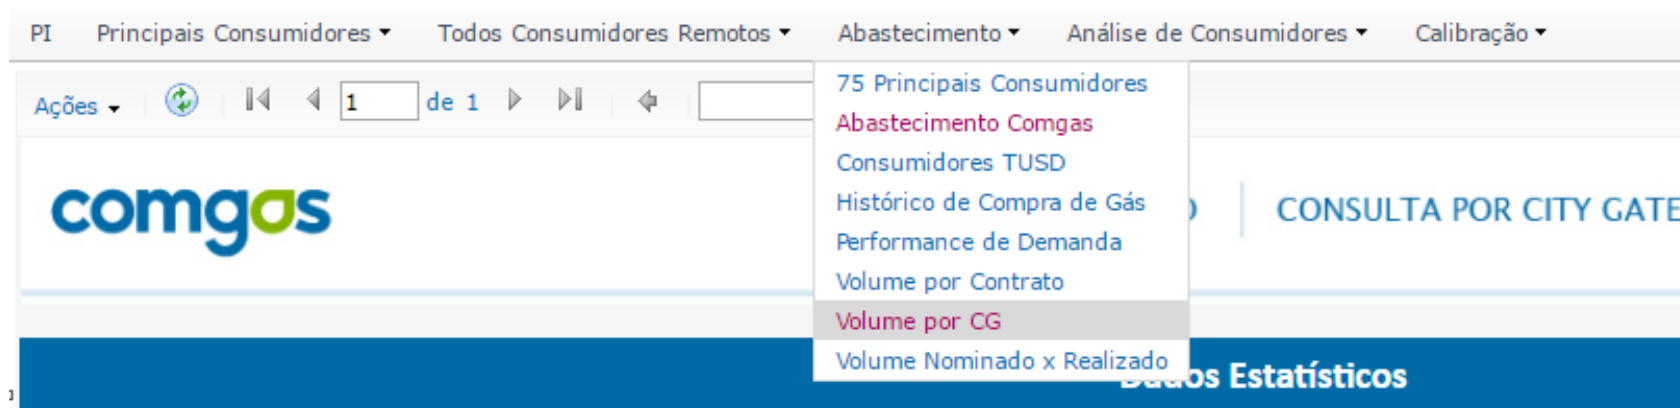 PI Principais Consumidores Todos Consumidores Remotos Abastecimento Análise de Consumidores Calibração
Ações 1 de 1
75 Principais Consumidores
Abastecimento Comgas
Consumidores TUSD
Histórico de Compra de Gás
Performance de Demanda
Volume por Contrato
Volume por CG
Volume Nominado x Realizado
comgas
CONSULTA POR CITY GATE
Dados Estatísticos